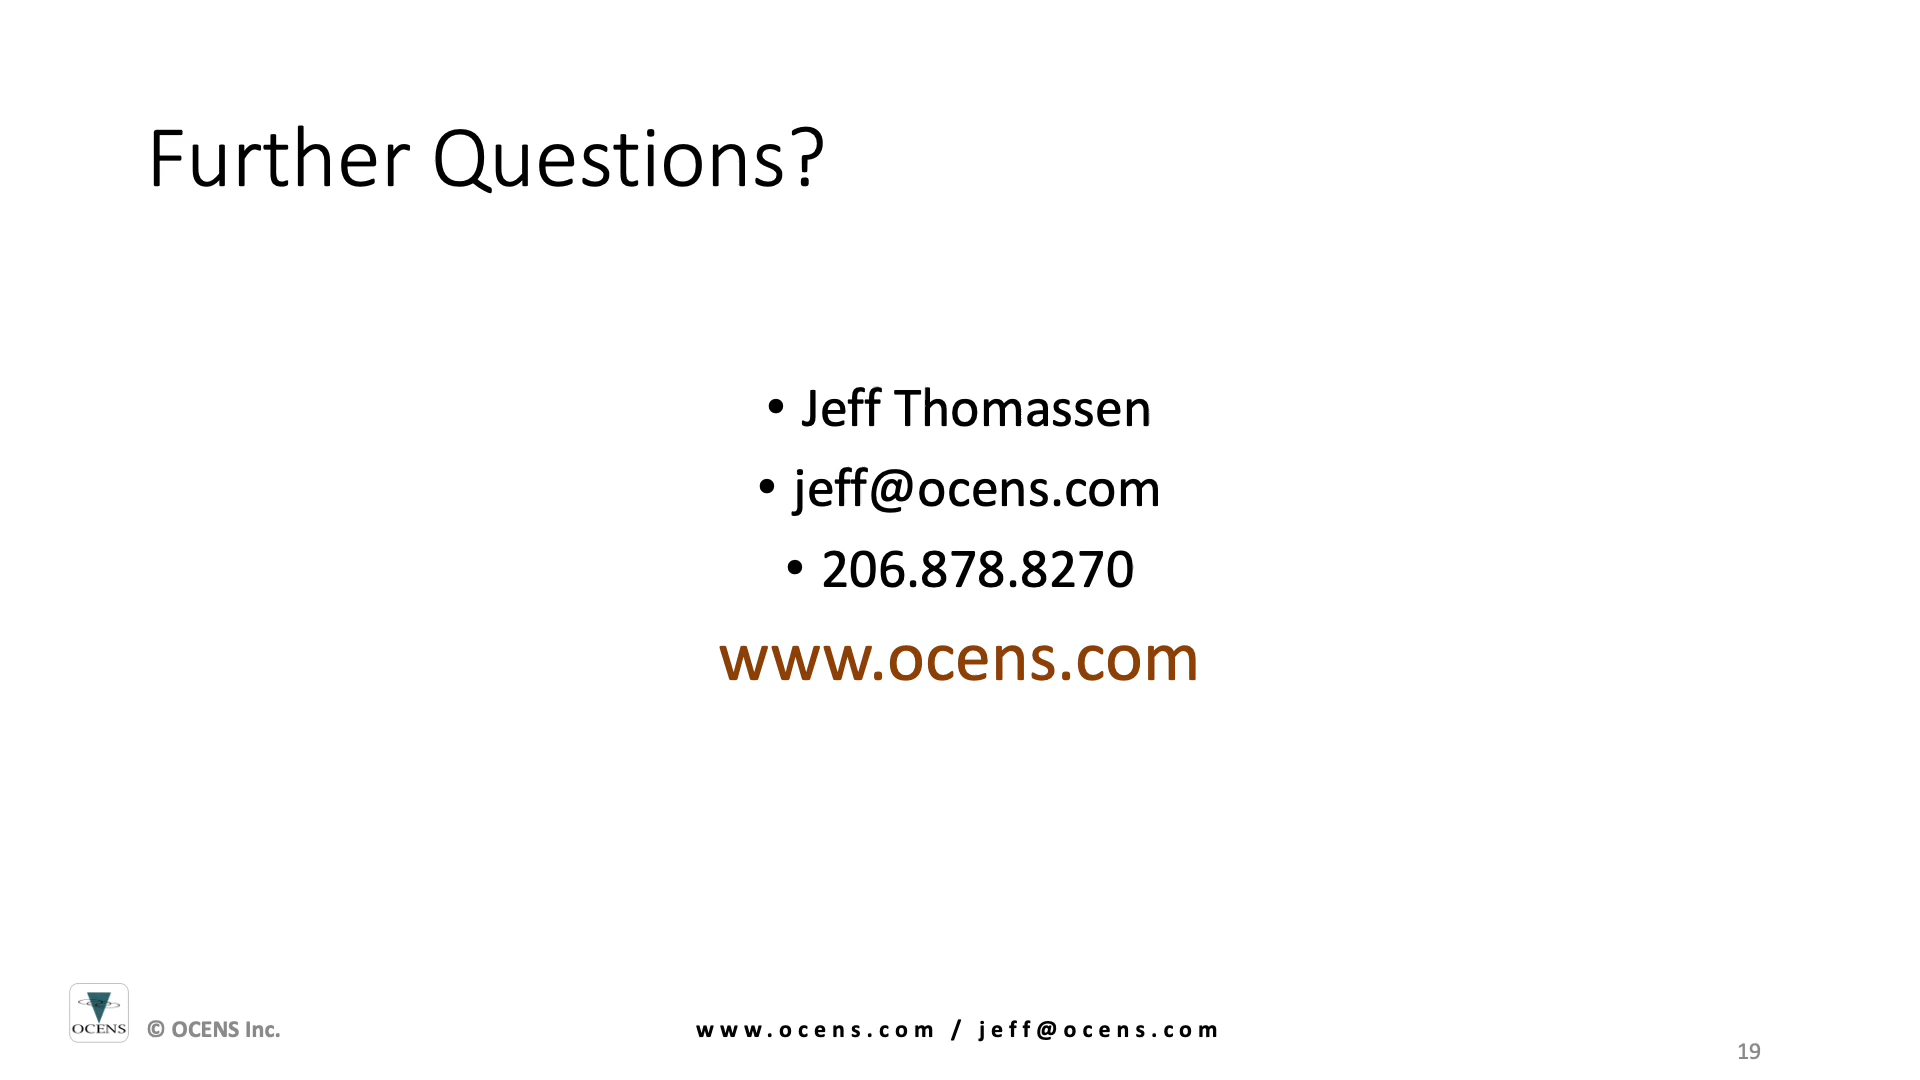 Further Questions?
• Jeff Thomassen
• jeff@ocens.com
• 206.878.8270
www.ocens.com
OCENS
© OCENS Inc.
www.ocens.com / jeff@ocens.com
19